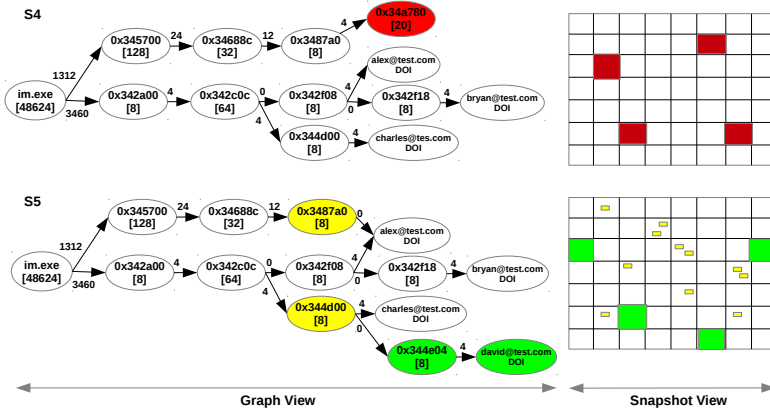 S4
0x34a780
[20]
4
0x345700
[128]
24
0x34688c
[32]
12
0x3487a0
[8]
1312
alex@test.com
DOI
im.exe
[48624]
3460
0x342a00
[8]
4
0x342c0c
[64]
0
0x342f08
[8]
4
0
0x342f18
[8]
4
bryan@test.com
DOI
4
0x344d00
[8]
4
charles@tes.com
DOI
S5
0x345700
[128]
24
0x34688c
[32]
12
0x3487a0
[8]
0
1312
alex@test.com
DOI
im.exe
[48624]
3460
0x342a00
[8]
4
0x342c0c
[64]
0
0x342f08
[8]
4
0
0x342f18
[8]
4
bryan@test.com
DOI
4
0x344d00
[8]
4
0
charles@test.com
DOI
0x344e04
[8]
4
david@test.com
DOI
Graph View
Snapshot View